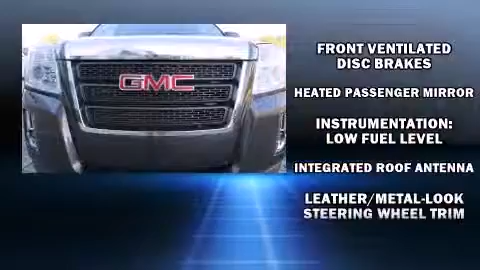 GMC
FRONT VENTILATED
DISC BRAKES
HEATED PASSENGER MIRROR
INSTRUMENTATION:
LOW FUEL LEVEL
INTEGRATED ROOF ANTENNA
LEATHER/METAL-LOOK
STEERING WHEEL TRIM